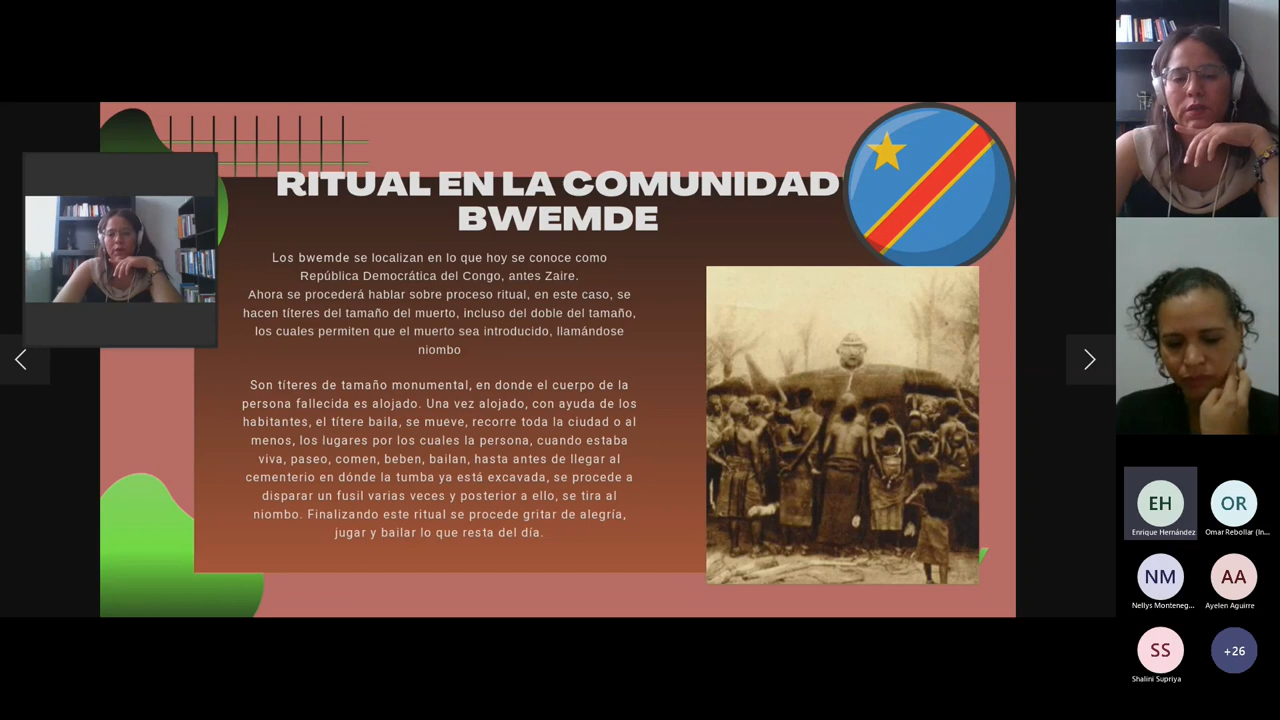 RITUAL EN LA COMUNIDAD
BWEMDE
Los bwemde se localizan en lo que hoy se conoce como
República Democrática del Congo, antes Zaire.
Ahora se procederá hablar sobre proceso ritual, en este caso, se
hacen títeres del tamaño del muerto, incluso del doble del tamaño,
los cuales permiten que el muerto sea introducido, llamándose
niombo
Son títeres de tamaño monumental, en donde el cuerpo de la
persona fallecida es alojado. Una vez alojado, con ayuda de los
habitantes, el títere baila, se mueve, recorre toda la ciudad o al
menos, los lugares por los cuales la persona, cuando estaba
viva, paseo, comen, beben, bailan, hasta antes de llegar al
cementerio en dónde la tumba ya está excavada, se procede a
disparar un fusil varias veces y posterior a ello, se tira al
niombo. Finalizando este ritual se procede gritar de alegría,
jugar y bailar lo que resta del día.
EH
Enrique Hernández
OR
Omar Rebollar (In...
NM
Nellys Monteneg...
AA
Ayelen Aguirre
SS
Shalini Supriya
+26